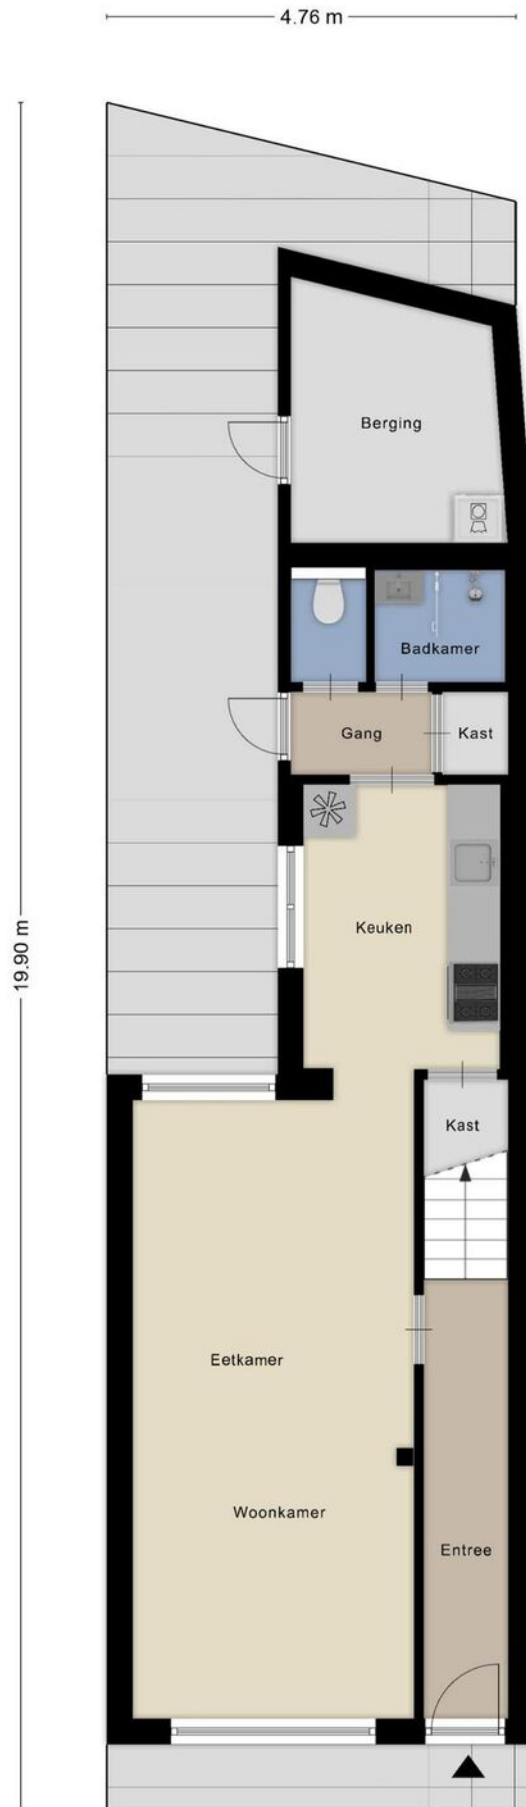 4.76 m
Berging
Badkamer
Gang
Kast
Keuken
19.90 m
Kast
Eetkamer
Woonkamer
Entree